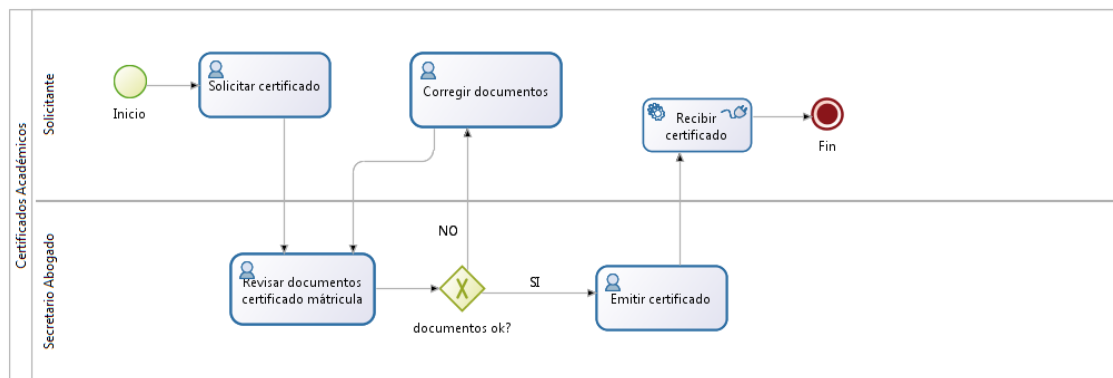 Certificados Académicos
Solicitante
Inicio
Solicitar certificado
Corregir documentos
Recibir
certificado
Fin
Secretario Abogado
Revisar documentos
certificado mátricula
NO
documentos ok?
SI
Emitir certificado